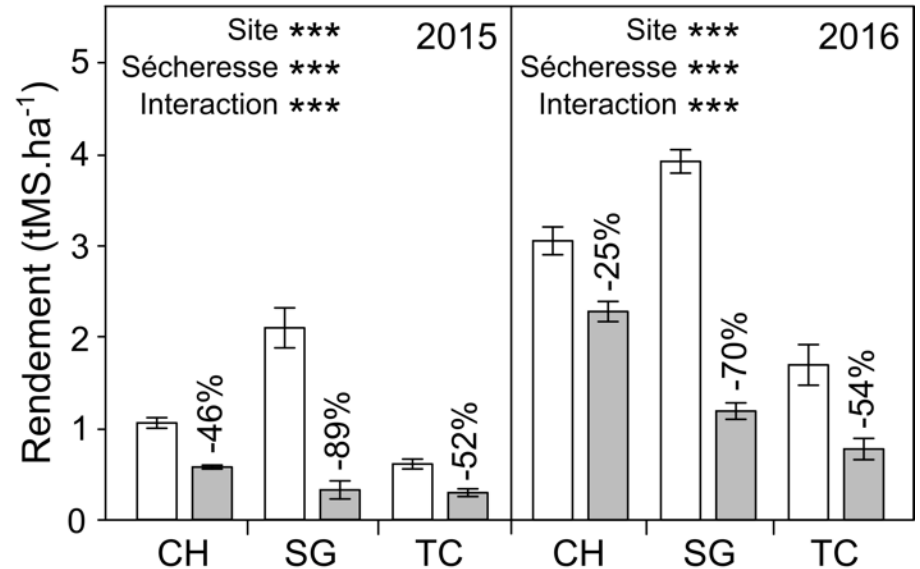 Rendement (tMS.ha⁻¹)
5
4
3
2
1
0
Site ***
Sécheresse ***
Interaction ***
2015
-46%
-89%
-52%
CH SG TC
Site ***
Sécheresse ***
Interaction ***
2016
-25%
-70%
-54%
CH SG TC